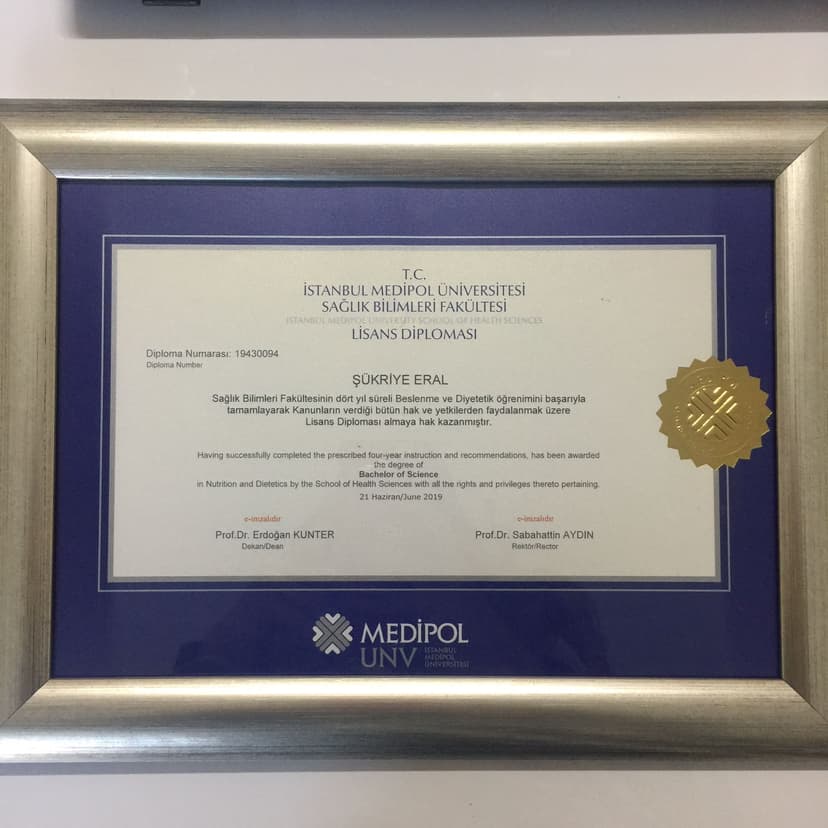 T.C.
İSTANBUL MEDİPOL ÜNİVERSİTESİ
SAĞLIK BİLİMLERİ FAKÜLTESİ
ISTANBUL MEDIPOL UNIVERSITY SCHOOL OF HEALTH SCIENCES
LİSANS DİPLOMASI
Diploma Numarası: 19430094
Diploma Number
ŞÜKRİYE ERAL
Sağlık Bilimleri Fakültesinin dört yıl süreli Beslenme ve Diyetetik öğrenimini başarıyla
tamamlayarak Kanunların verdiği bütün hak ve yetkilerden faydalanmak üzere
Lisans Diploması almaya hak kazanmıştır.
Having successfully completed the prescribed four-year instruction and recommendations, has been awarded
the degree of
Bachelor of Science
in Nutrition and Dietetics by the School of Health Sciences with all the rights and privileges thereto pertaining.
21 Haziran/June 2019
e-imzalıdır
Prof.Dr. Erdoğan KUNTER
Dekan/Dean
e-imzalıdır
Prof.Dr. Sabahattin AYDIN
Rektör/Rector
MEDİPOL
UNV
İSTANBUL
MEDİPOL
ÜNİVERSİTESİ